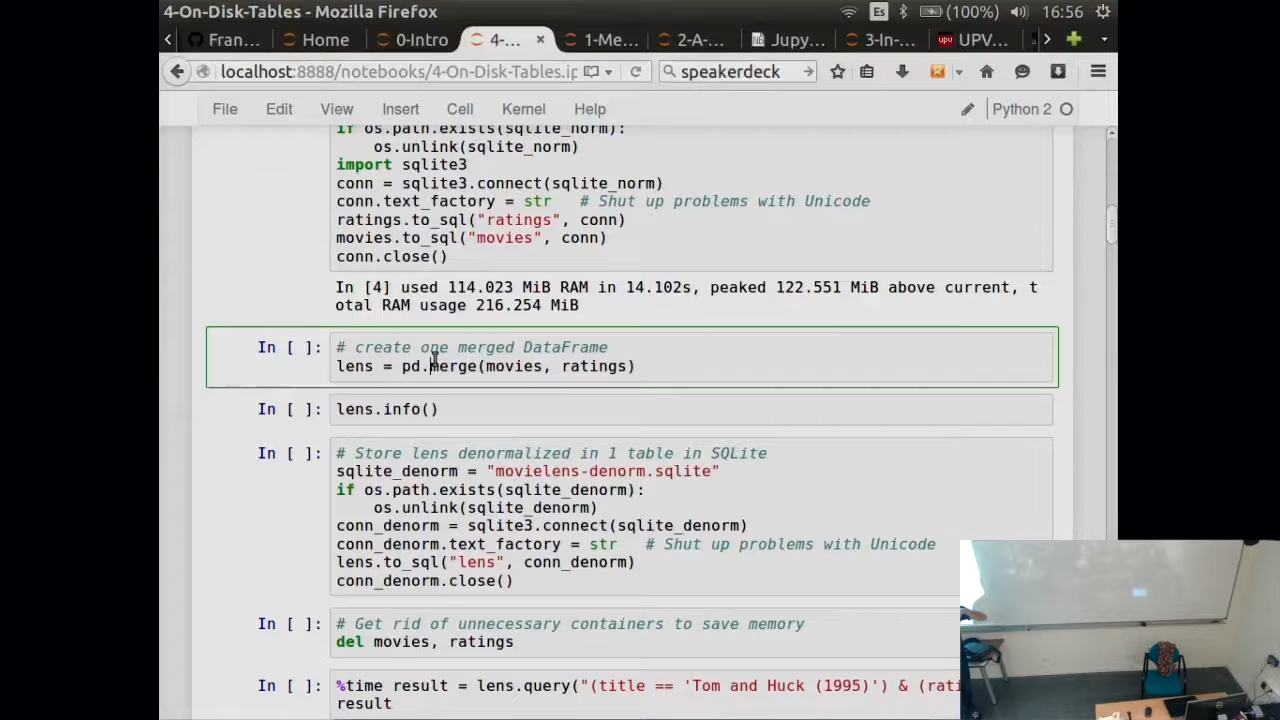 4-On-Disk-Tables - Mozilla Firefox
Es
(100%)
16:56
Fran...
Home
0-Intro
4-...
1-Me...
2-A-...
Jupy...
3-In-...
UPV...
localhost:8888/notebooks/4-On-Disk-Tables.ip
speakerdeck
File Edit View Insert Cell Kernel Help
Python 2
if os.path.exists(sqlite_norm):
os.unlink(sqlite_norm)
import sqlite3
conn = sqlite3.connect(sqlite_norm)
conn.text_factory = str # Shut up problems with Unicode
ratings.to_sql("ratings", conn)
movies.to_sql("movies", conn)
conn.close()
In [4] used 114.023 MiB RAM in 14.102s, peaked 122.551 MiB above current, t
otal RAM usage 216.254 MiB
In [ ]: # create one merged DataFrame
lens = pd.merge(movies, ratings)
In [ ]: lens.info()
In [ ]: # Store lens denormalized in 1 table in SQLite
sqlite_denorm = "movielens-denorm.sqlite"
if os.path.exists(sqlite_denorm):
os.unlink(sqlite_denorm)
conn_denorm = sqlite3.connect(sqlite_denorm)
conn_denorm.text_factory = str # Shut up problems with Unicode
lens.to_sql("lens", conn_denorm)
conn_denorm.close()
In [ ]: # Get rid of unnecessary containers to save memory
del movies, ratings
In [ ]: %time result = lens.query("(title == 'Tom and Huck (1995)') & (rati
result